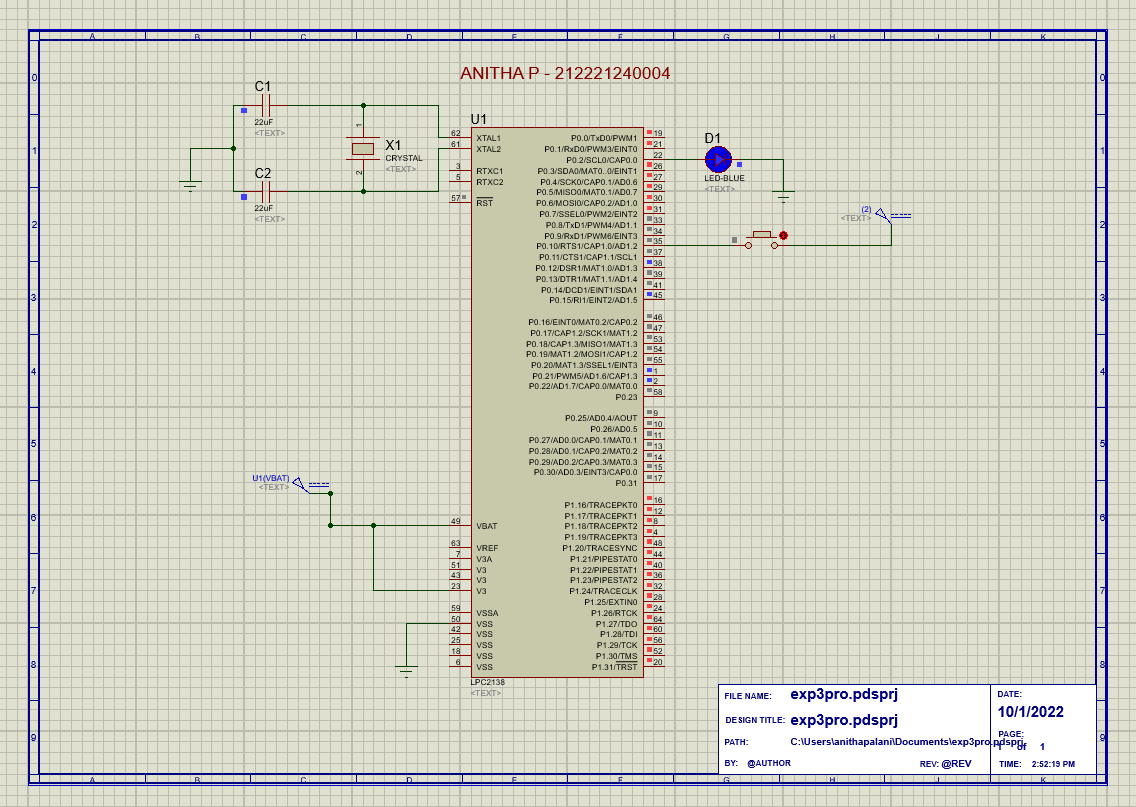 A B C D E F G H J K
ANITHA P - 212221240004
0 0
C1
22uF
<TEXT>
1 1
C2
22uF
<TEXT>
X1
CRYSTAL
<TEXT>
1
2
U1
62 XTAL1
61 XTAL2
3 RTXC1
5 RTXC2
57 RST
P0.0/TxD0/PWM1 19
P0.1/RxD0/PWM3/EINT0 21
P0.2/SCL0/CAP0.0 22
P0.3/SDA0/MAT0..0/EINT1 26
P0.4/SCK0/CAP0.1/AD0.6 27
P0.5/MISO0/MAT0.1/AD0.7 29
P0.6/MOSI0/CAP0.2/AD1.0 30
P0.7/SSEL0/PWM2/EINT2 31
P0.8/TxD1/PWM4/AD1.1 33
P0.9/RxD1/PWM6/EINT3 34
P0.10/RTS1/CAP1.0/AD1.2 35
P0.11/CTS1/CAP1.1/SCL1 37
P0.12/DSR1/MAT1.0/AD1.3 38
P0.13/DTR1/MAT1.1/AD1.4 39
P0.14/DCD1/EINT1/SDA1 41
P0.15/RI1/EINT2/AD1.5 45
D1
LED-BLUE
<TEXT>
(2)
<TEXT>
2 2
3 3
P0.16/EINT0/MAT0.2/CAP0.2 46
P0.17/CAP1.2/SCK1/MAT1.2 47
P0.18/CAP1.3/MISO1/MAT1.3 53
P0.19/MAT1.2/MOSI1/CAP1.2 54
P0.20/MAT1.3/SSEL1/EINT3 55
P0.21/PWM5/AD1.6/CAP1.3 1
P0.22/AD1.7/CAP0.0/MAT0.0 2
P0.23 58
4 4
P0.25/AD0.4/AOUT 9
P0.26/AD0.5 10
P0.27/AD0.0/CAP0.1/MAT0.1 11
P0.28/AD0.1/CAP0.2/MAT0.2 13
P0.29/AD0.2/CAP0.3/MAT0.3 14
P0.30/AD0.3/EINT3/CAP0.0 15
P0.31 17
5 5
U1(VBAT)
<TEXT>
6 6
49 VBAT
63 VREF
7 V3A
51 V3
43 V3
23 V3
59 VSSA
50 VSS
42 VSS
25 VSS
18 VSS
6 VSS
P1.16/TRACEPKT0 16
P1.17/TRACEPKT1 12
P1.18/TRACEPKT2 8
P1.19/TRACEPKT3 4
P1.20/TRACESYNC 48
P1.21/PIPESTAT0 44
P1.22/PIPESTAT1 40
P1.23/PIPESTAT2 36
P1.24/TRACECLK 32
P1.25/EXTIN0 28
P1.26/RTCK 24
P1.27/TDO 64
P1.28/TDI 60
P1.29/TCK 56
P1.30/TMS 52
P1.31/TRST 20
7 7
8 8
LPC2138
<TEXT>
9 9
FILE NAME: exp3pro.pdsprj
DESIGN TITLE: exp3pro.pdsprj
PATH: C:\Users\anithapalani\Documents\exp3pro.pdsprj
BY: @AUTHOR REV: @REV
DATE:
10/1/2022
PAGE:
1 of 1
TIME: 2:52:19 PM
A B C D E F G H J K